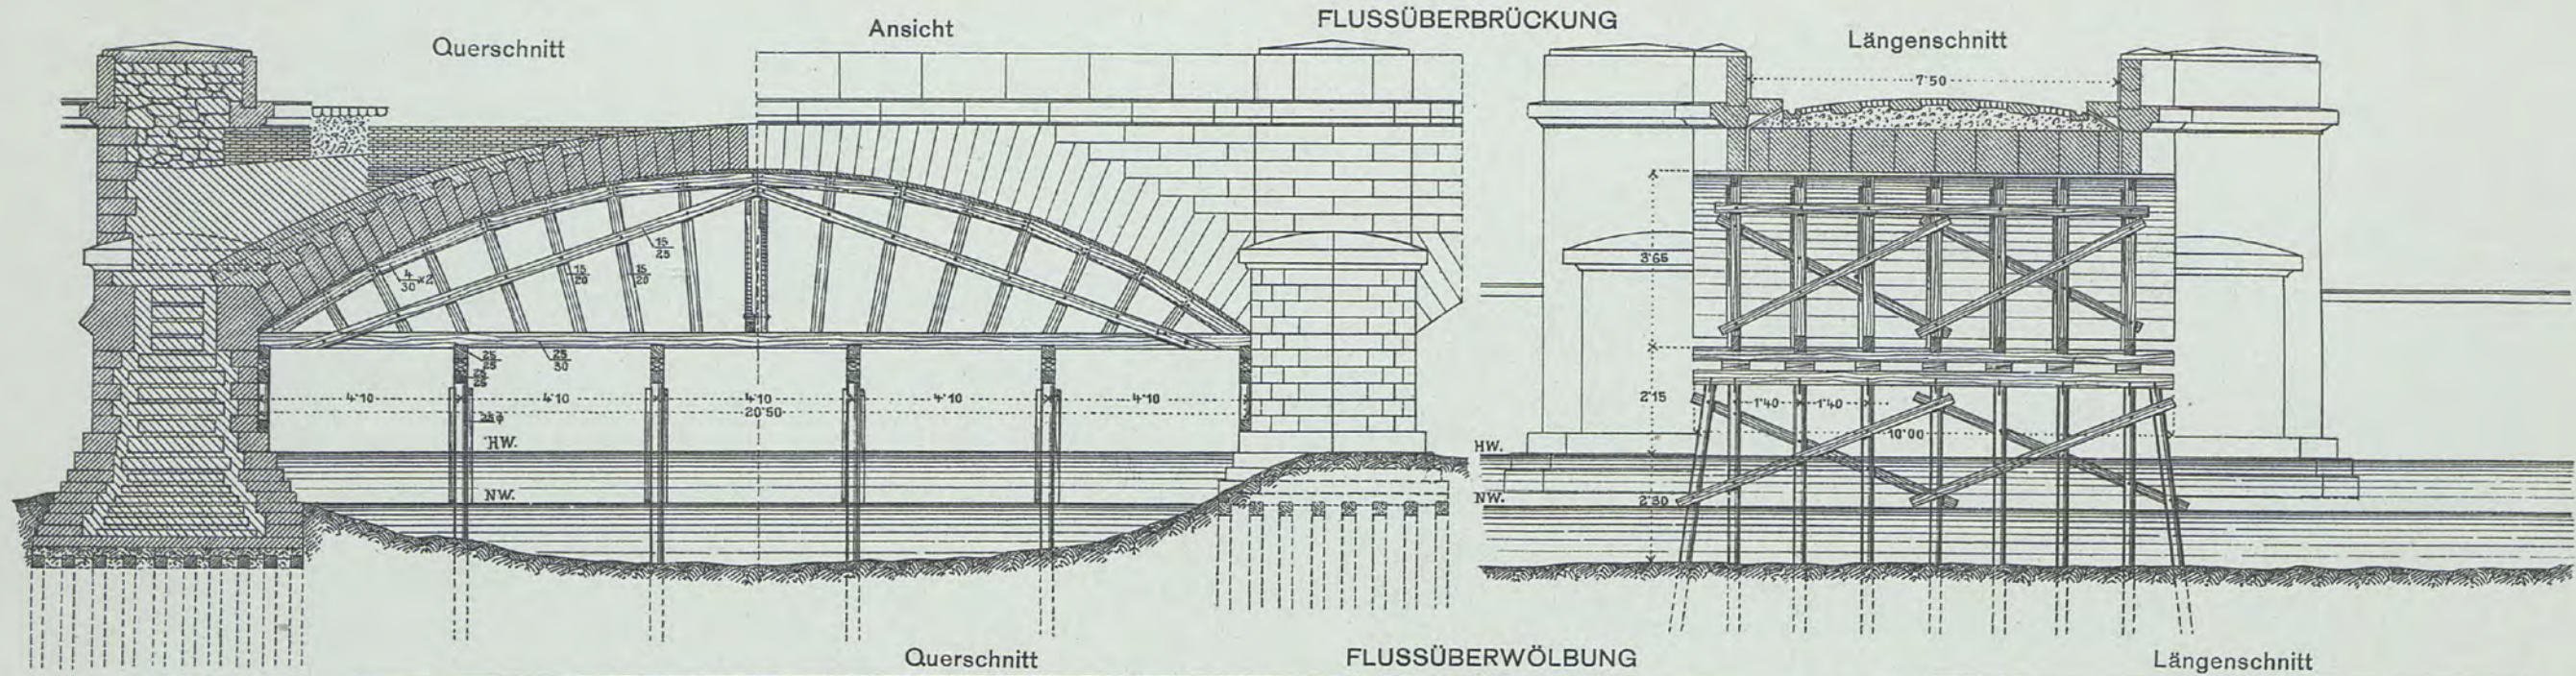 FLUSSÜBERBRÜCKUNG
Querschnitt
Ansicht
Längenschnitt
7·50
15/25
4/30 ×2
15/20
15/20
3·65
25/25
25/30
4·10
4·10
4·10
4·10
4·10
20·50
25 φ
2·15
1·40
1·40
10·00
HW.
HW.
NW.
NW.
2·30
Querschnitt
FLUSSÜBERWÖLBUNG
Längenschnitt